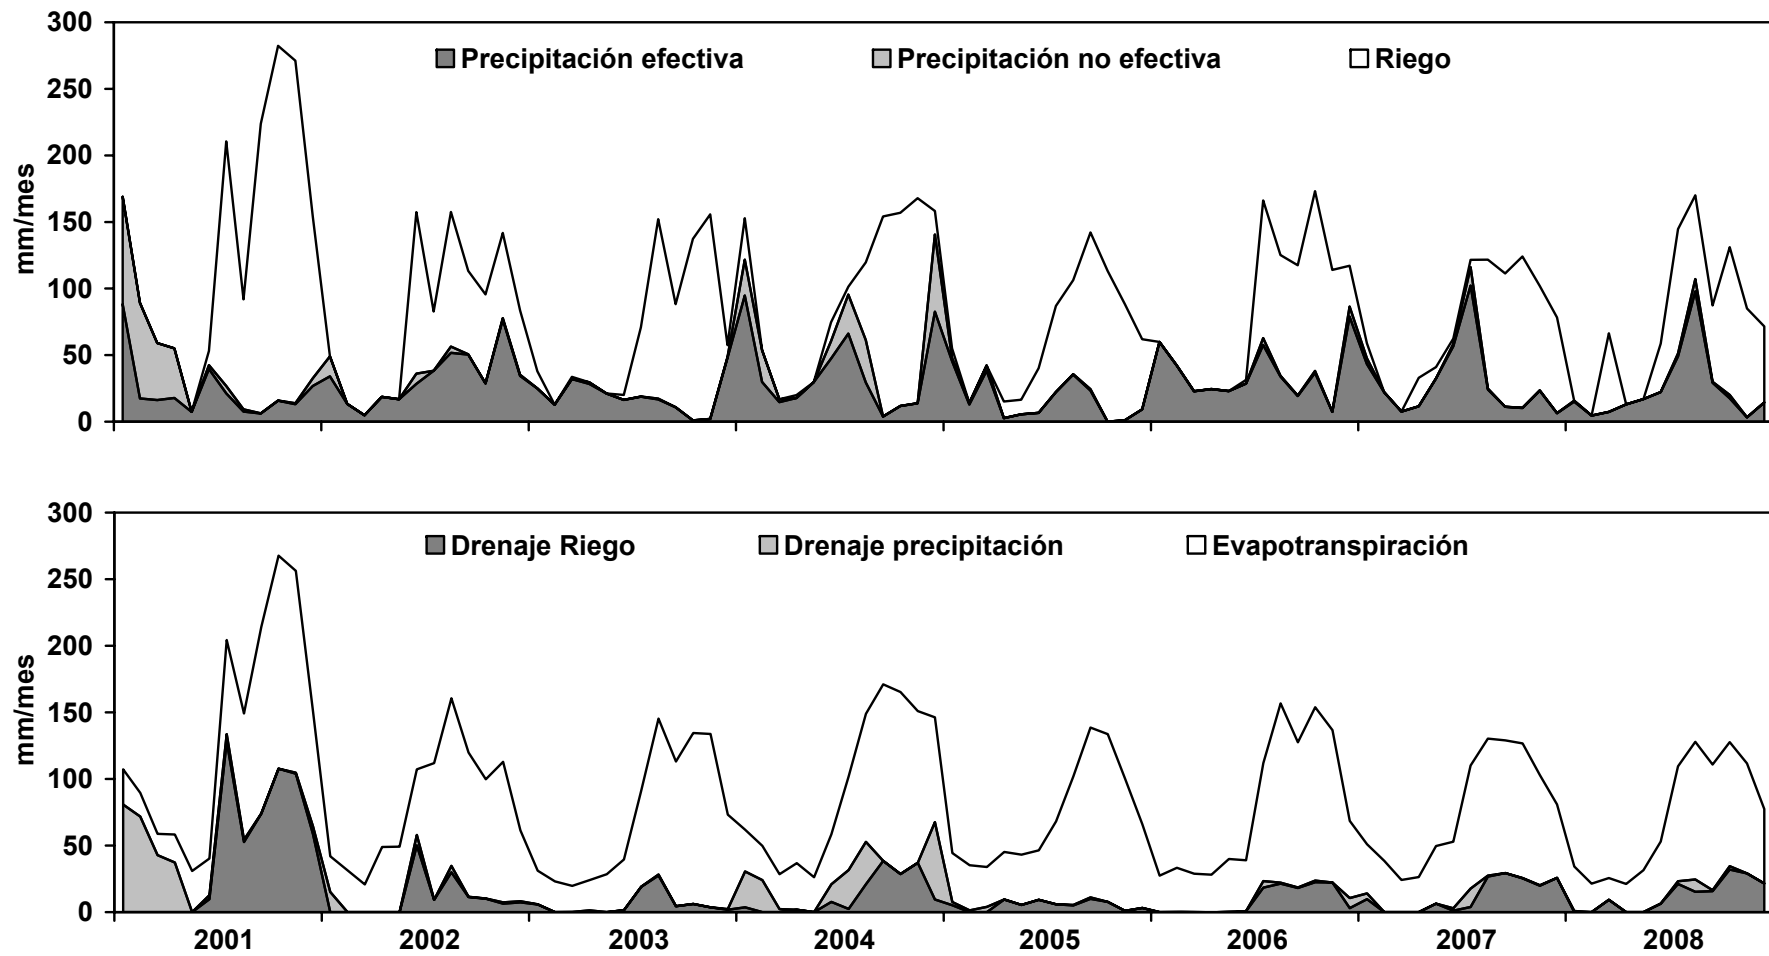 300
250
200
150
100
50
0
mm/mes
Precipitación efectiva Precipitación no efectiva Riego
300
250
200
150
100
50
0
mm/mes
Drenaje Riego Drenaje precipitación Evapotranspiración
2001 2002 2003 2004 2005 2006 2007 2008